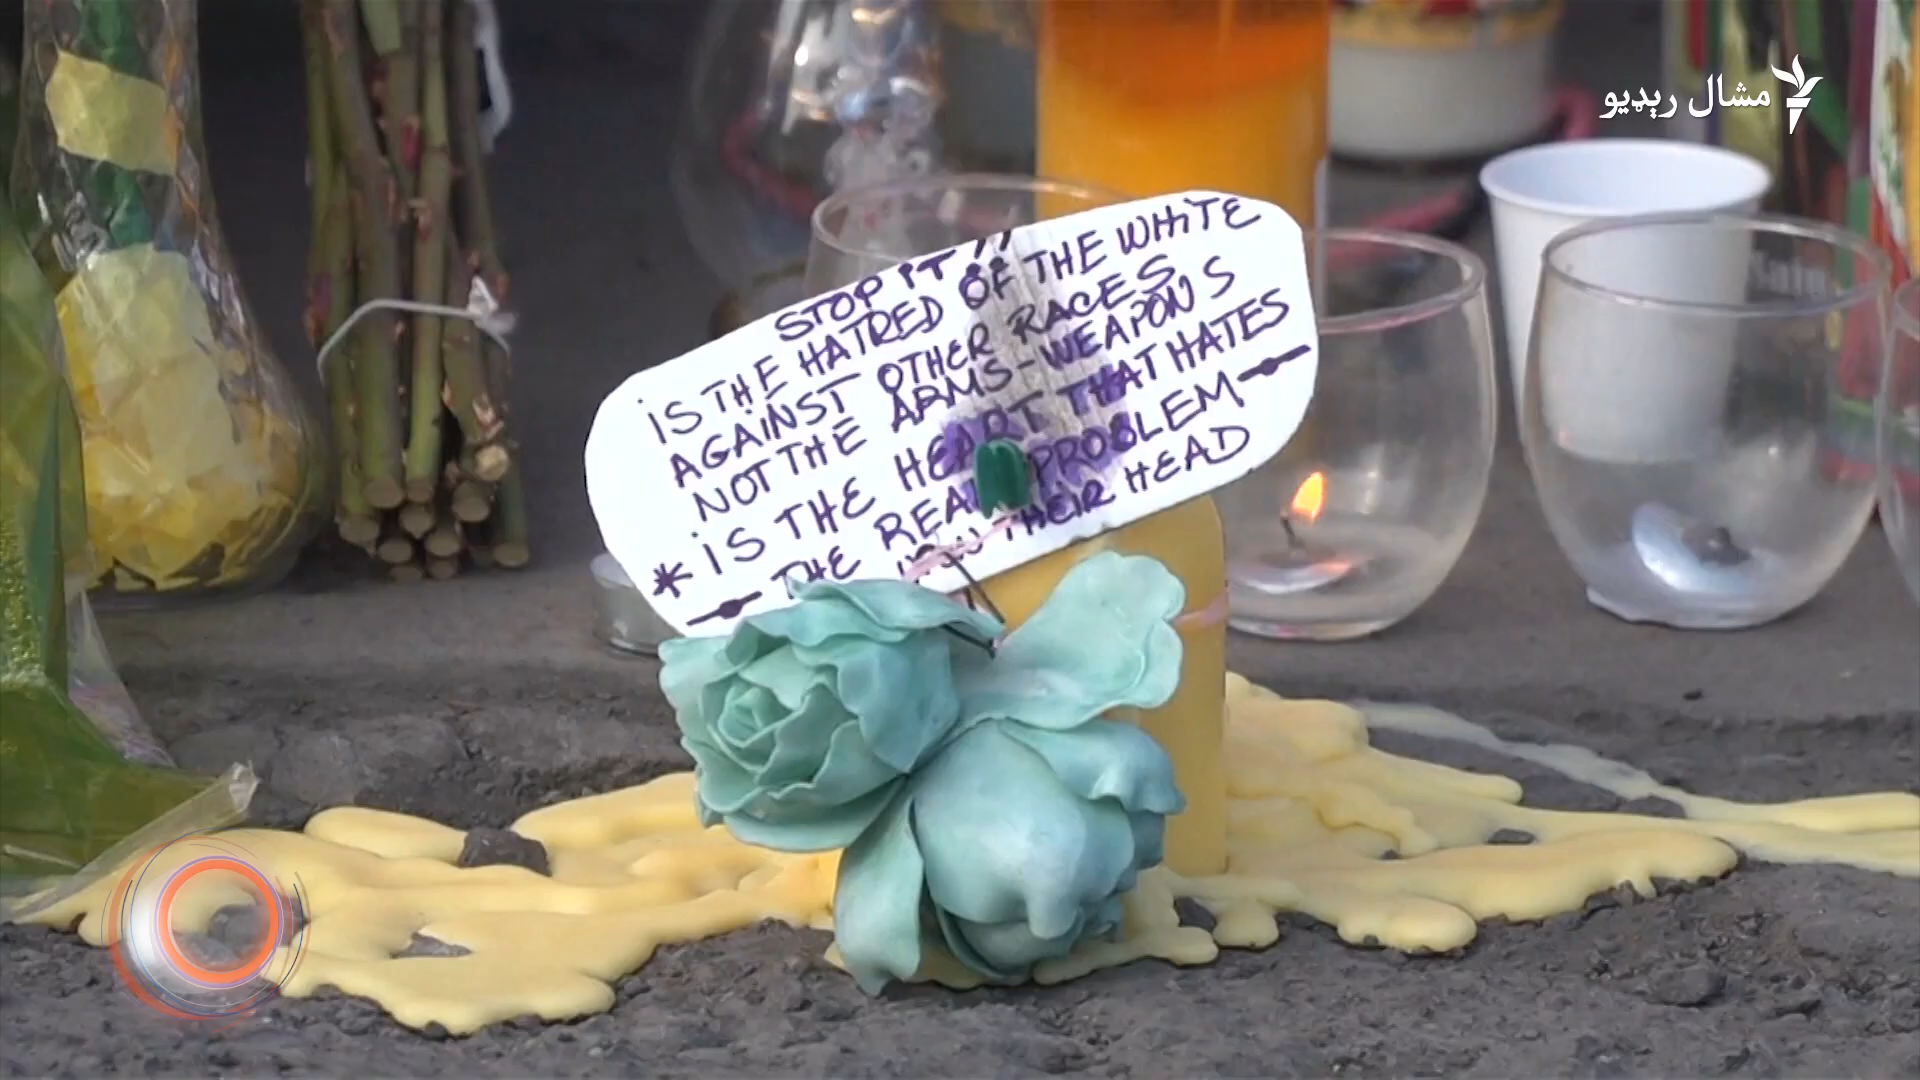 مشال رېډیو
STOP IT!!
iS THE HATRED OF THE WHiTE
AGAiNST OTHER RACES
NOT THE ARMS-WEAPONS
* iS THE HEART THAT HATES
THE REAL PROBLEM
THEIR HEAD